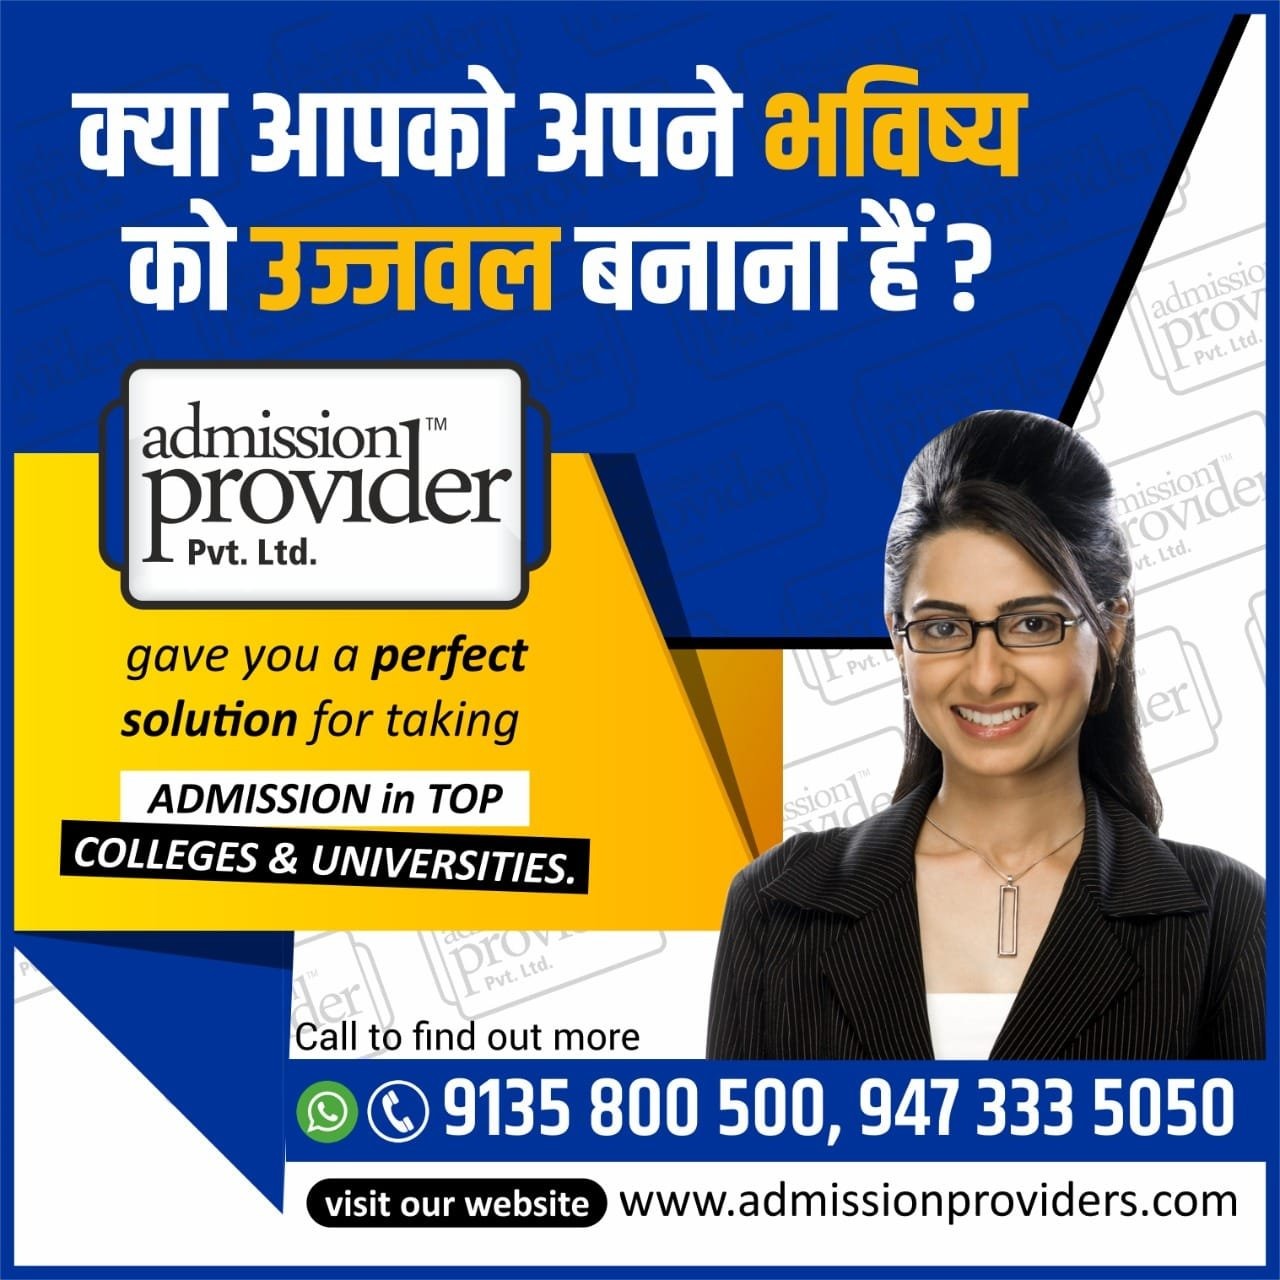 क्या आपको अपने भविष्य
को उज्जवल बनाना हैं ?
admission™
provider
Pvt. Ltd.
gave you a perfect
solution for taking
ADMISSION in TOP
COLLEGES & UNIVERSITIES.
Call to find out more
9135 800 500, 947 333 5050
visit our website www.admissionproviders.com